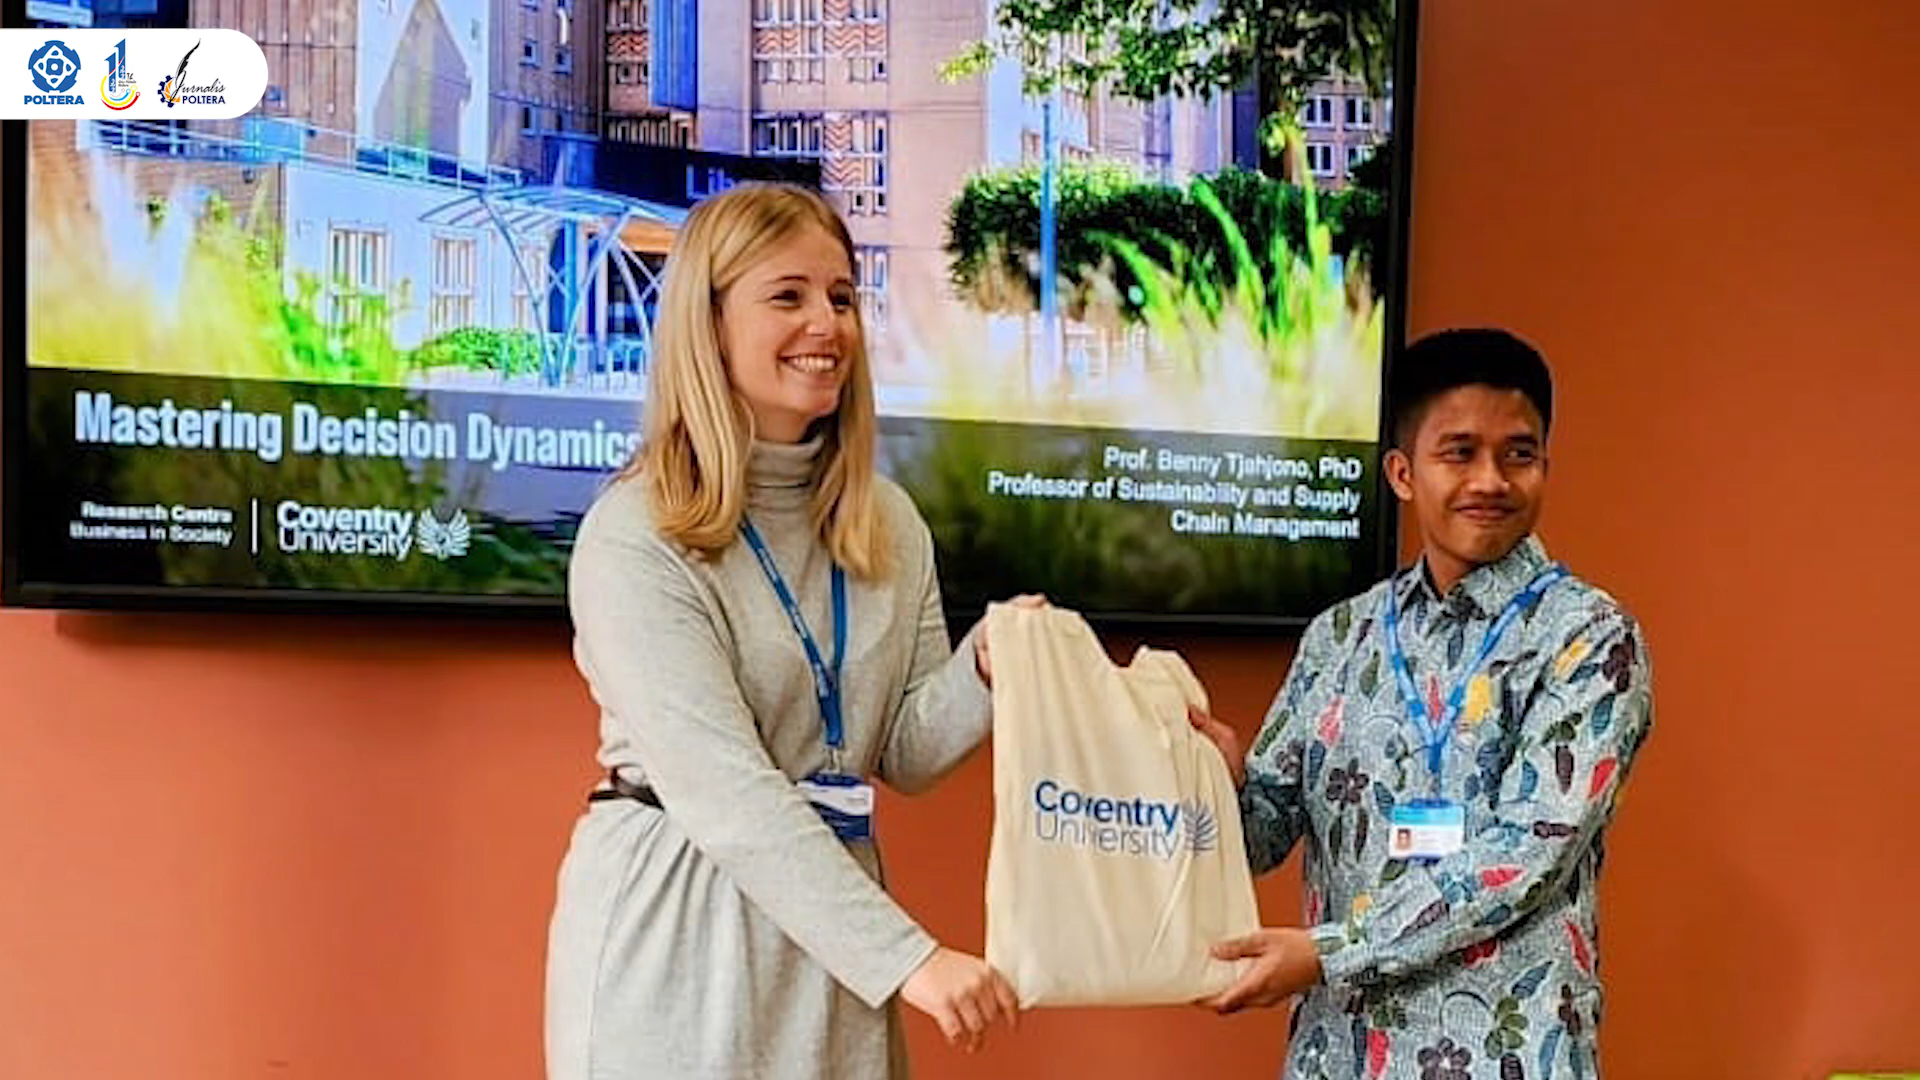 POLTERA
Jurnalis
POLTERA
Mastering Decision Dynamics
Prof. Benny Tjahjono, PhD
Professor of Sustainability and Supply
Chain Management
Research Centre
Business in Society
Coventry
University
Coventry
University